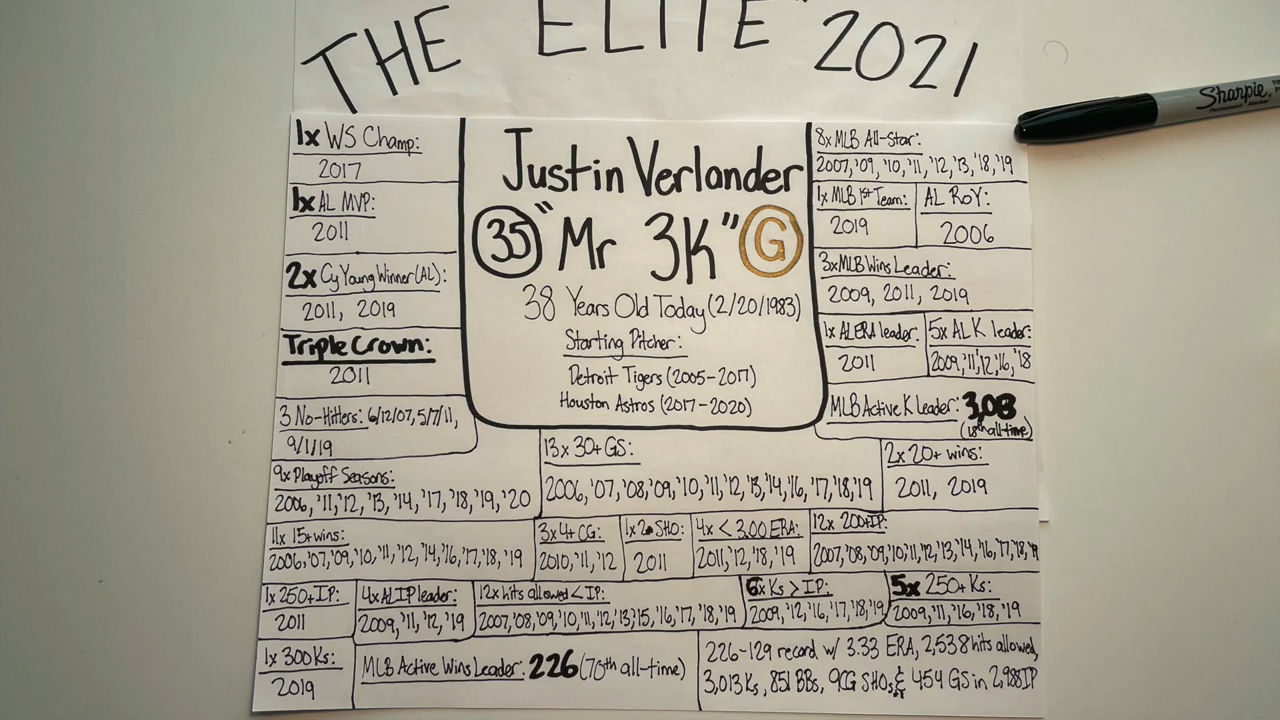 THE "ELITE" 2021
Sharpie
1x WS Champ:
2017
1x AL MVP:
2011
2x Cy Young Winner (AL):
2011, 2019
Triple Crown:
2011
3 No-Hitters: 6/12/07, 5/7/11,
9/1/19
Justin Verlander
35 "Mr 3K" G
38 Years Old Today (2/20/1983)
Starting Pitcher:
Detroit Tigers (2005-2017)
Houston Astros (2017-2020)
8x MLB All-Star:
2007, '09, '10, '11, '12, '13, '18, '19
1x MLB 1st Team:
2019
AL RoY:
2006
3x MLB Wins Leader:
2009, 2011, 2019
1x AL ERA leader:
2011
5x AL K leader:
2009, '11, '12, '16, '18
MLB Active K Leader: 3,013
(18th all-time)
9x Playoff Seasons:
2006, '11, '12, '13, '14, '17, '18, '19, '20
13x 30+ GS:
2006, '07, '08, '09, '10, '11, '12, '13, '14, '16, '17, '18, '19
2x 20+ wins:
2011, 2019
11x 15+ wins:
2006, '07, '09, '10, '11, '12, '14, '16, '17, '18, '19
3x 4+ CG:
2010, '11, '12
1x 2 SHO:
2011
4x < 3.00 ERA:
2011, '12, '18, '19
12x 200+ IP:
2007, '08, '09, '10, '11, '12, '13, '14, '16, '17, '18, '19
1x 250+ IP:
2011
4x AL IP leader:
2009, '11, '12, '19
12x hits allowed < IP:
2007, '08, '09, '10, '11, '12, '13, '15, '16, '17, '18, '19
6x Ks > IP:
2009, '12, '16, '17, '18, '19
5x 250+ Ks:
2009, '11, '16, '18, '19
1x 300 Ks:
2019
MLB Active Wins Leader: 226 (70th all-time)
226-129 record w/ 3.33 ERA, 2,538 hits allowed,
3,013 Ks, 851 BBs, 9 CG SHOs, & 454 GS in 2,988 IP